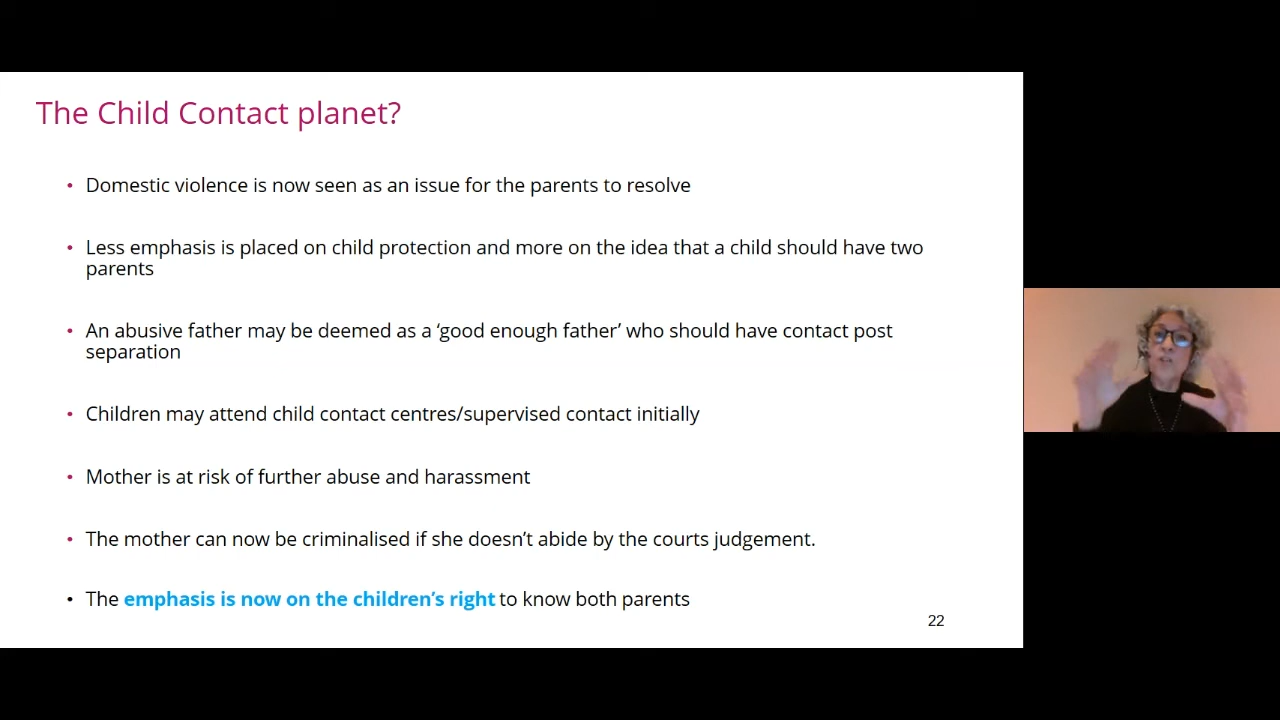 The Child Contact planet?
• Domestic violence is now seen as an issue for the parents to resolve
• Less emphasis is placed on child protection and more on the idea that a child should have two
parents
• An abusive father may be deemed as a ‘good enough father’ who should have contact post
separation
• Children may attend child contact centres/supervised contact initially
• Mother is at risk of further abuse and harassment
• The mother can now be criminalised if she doesn’t abide by the courts judgement.
• The emphasis is now on the children’s right to know both parents
22